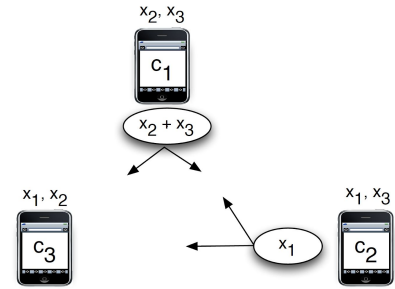 x₂, x₃
c₁
x₂ + x₃
x₁, x₂
c₃
x₁
x₁, x₃
c₂